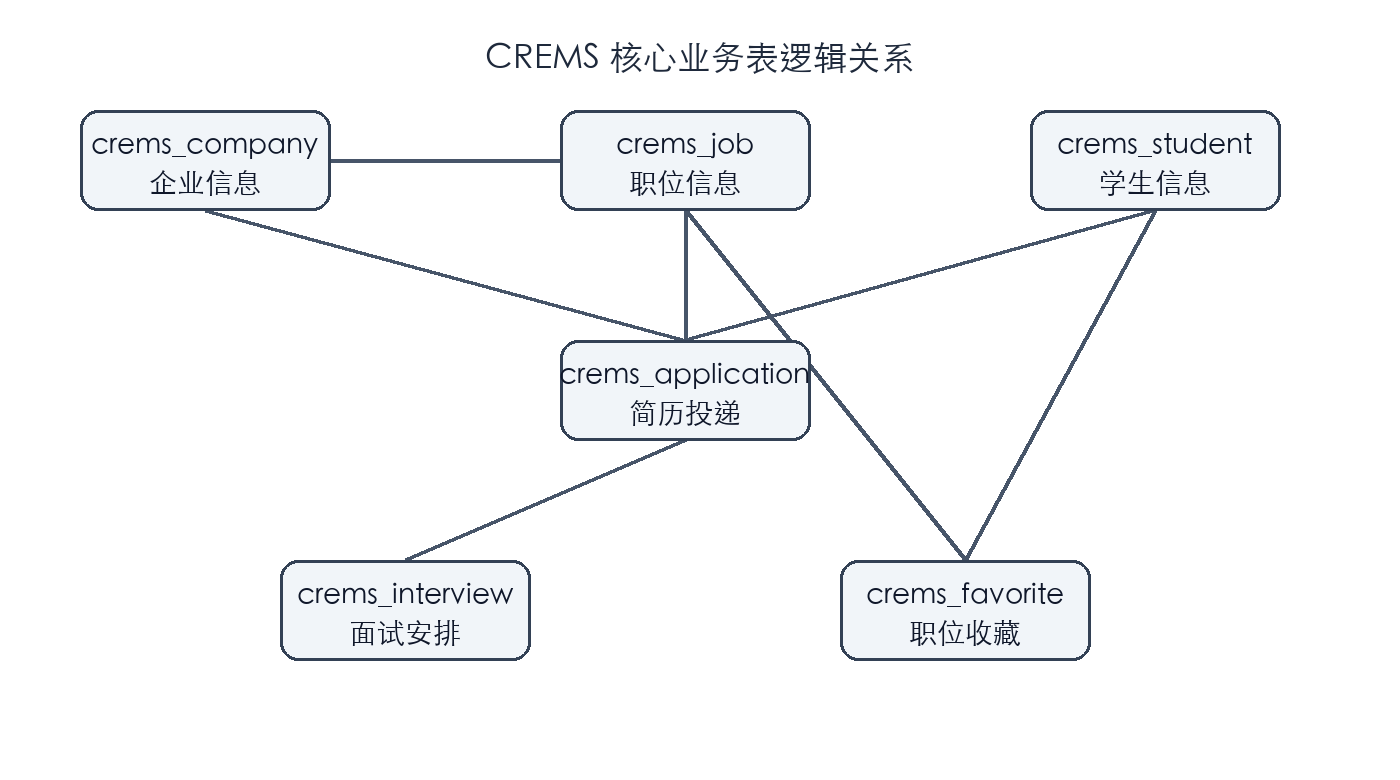 CREMS 核心业务表逻辑关系
crems_company
企业信息
crems_job
职位信息
crems_student
学生信息
crems_application
简历投递
crems_interview
面试安排
crems_favorite
职位收藏